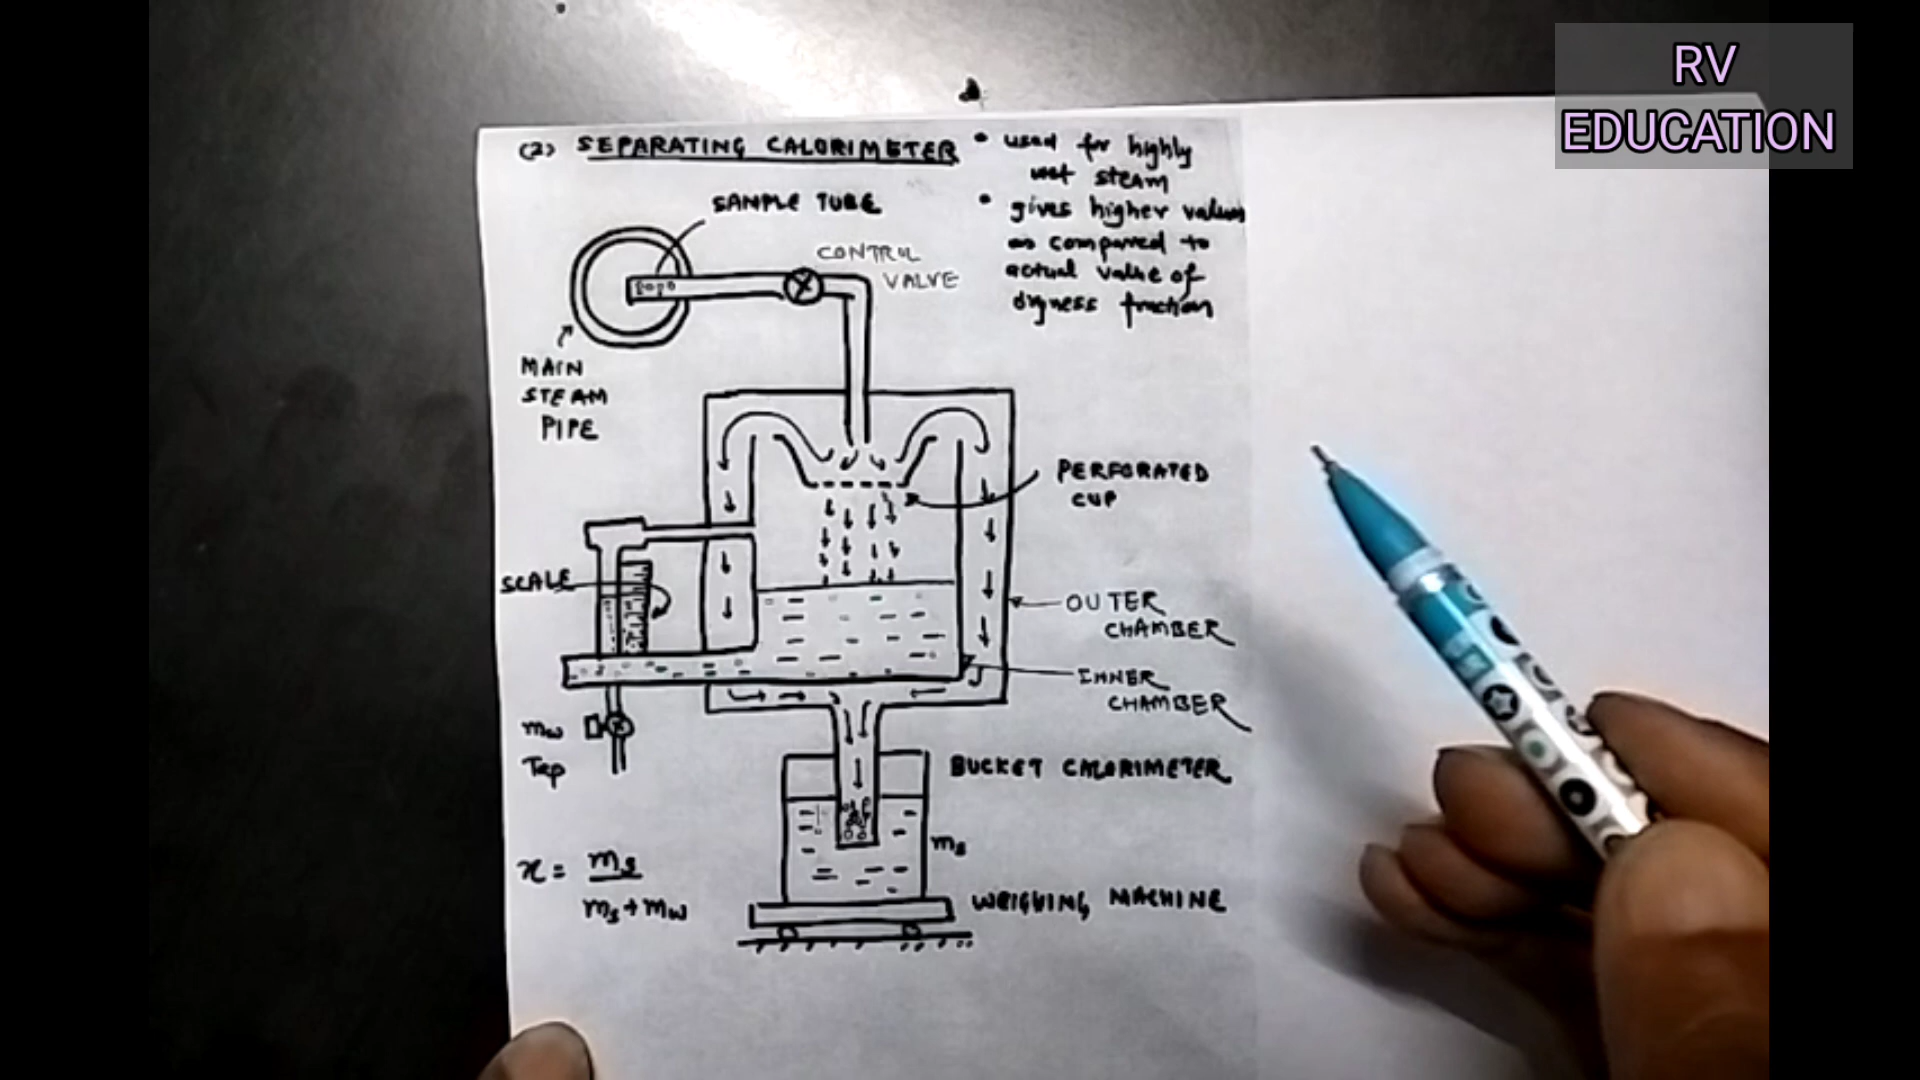 RV
EDUCATION
(2) SEPARATING CALORIMETER
• used for highly
wet steam
• gives higher values
as compared to
actual value of
dryness fraction
SAMPLE TUBE
CONTROL
VALVE
MAIN
STEAM
PIPE
PERFORATED
CUP
SCALE
OUTER
CHAMBER
INNER
CHAMBER
mw
Tap
BUCKET CALORIMETER
ms
x = ms
ms + mw
WEIGHING MACHINE